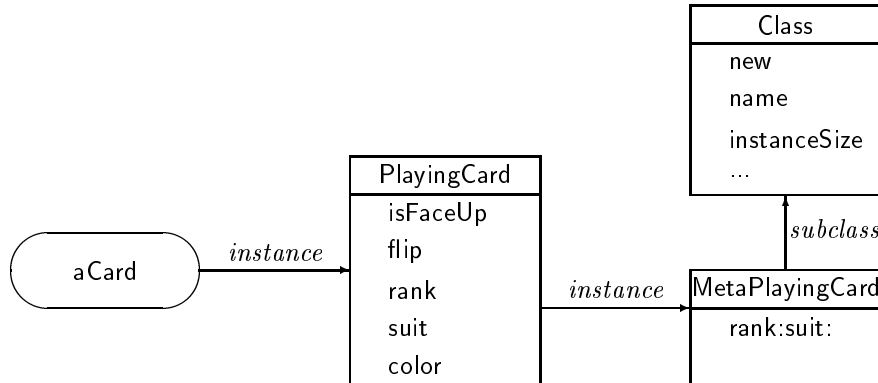 Class
new
name
instanceSize
...
subclass
PlayingCard
isFaceUp
flip
rank
suit
color
aCard
instance
instance
MetaPlayingCard
rank:suit: